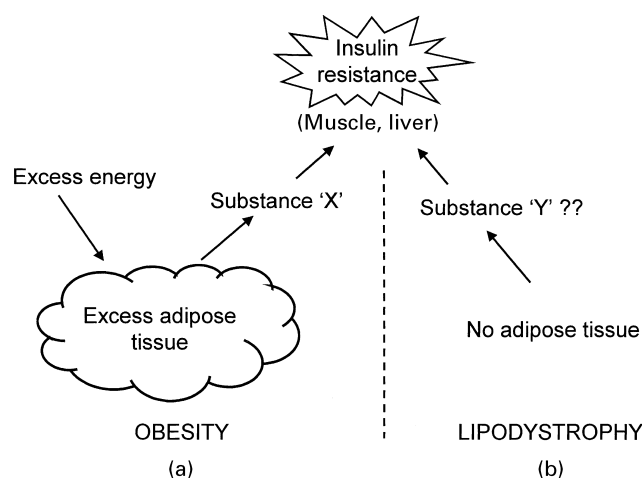 Insulin
resistance
(Muscle, liver)
Excess energy
Substance ‘X’
Substance ‘Y’ ??
Excess adipose
tissue
No adipose tissue
OBESITY
LIPODYSTROPHY
(a)
(b)